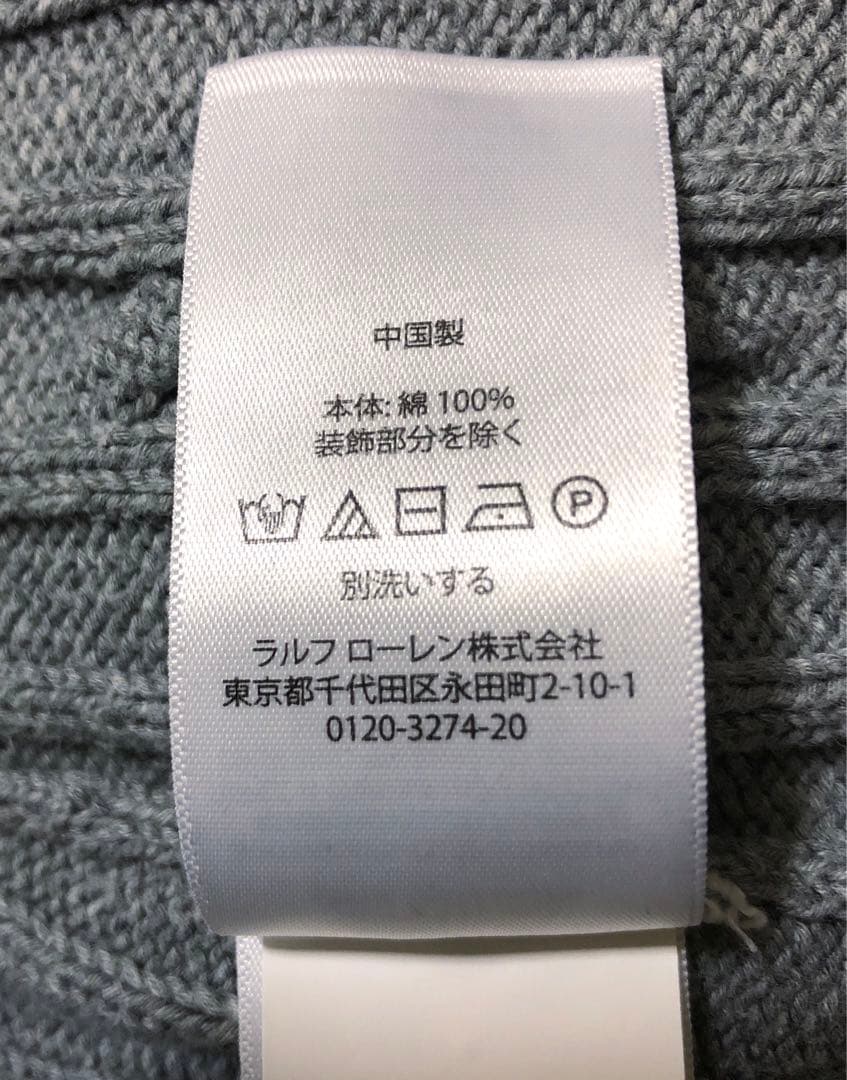 中国製
本体: 綿 100%
装飾部分を除く
P
別洗いする
ラルフ ローレン株式会社
東京都千代田区永田町2-10-1
0120-3274-20